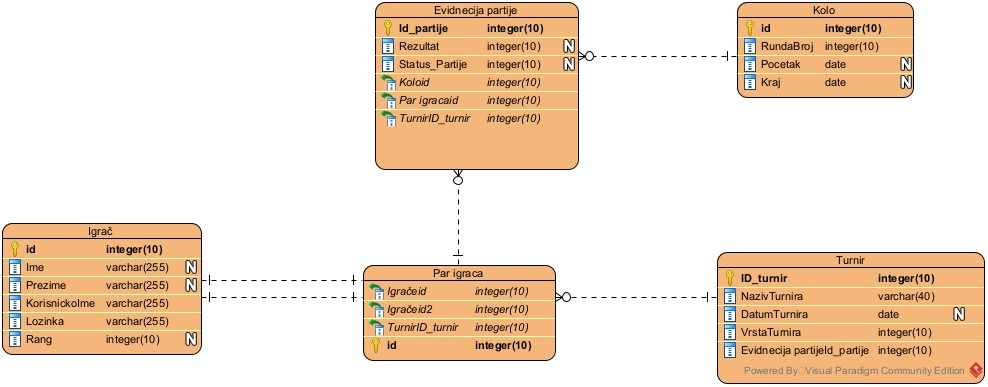 Evidnecija partije
Id_partije integer(10)
Rezultat integer(10) N
Status_Partije integer(10) N
Koloid integer(10)
Par igracaid integer(10)
TurnirID_turnir integer(10)
Kolo
id integer(10)
RundaBroj integer(10)
Pocetak date N
Kraj date N
Igrač
id integer(10)
Ime varchar(255) N
Prezime varchar(255) N
KorisnickoIme varchar(255)
Lozinka varchar(255)
Rang integer(10) N
Par igraca
Igračeid integer(10)
Igračeid2 integer(10)
TurnirID_turnir integer(10)
id integer(10)
Turnir
ID_turnir integer(10)
NazivTurnira varchar(40)
DatumTurnira date N
VrstaTurnira integer(10)
Evidnecija partijeId_partije integer(10)
Powered By Visual Paradigm Community Edition